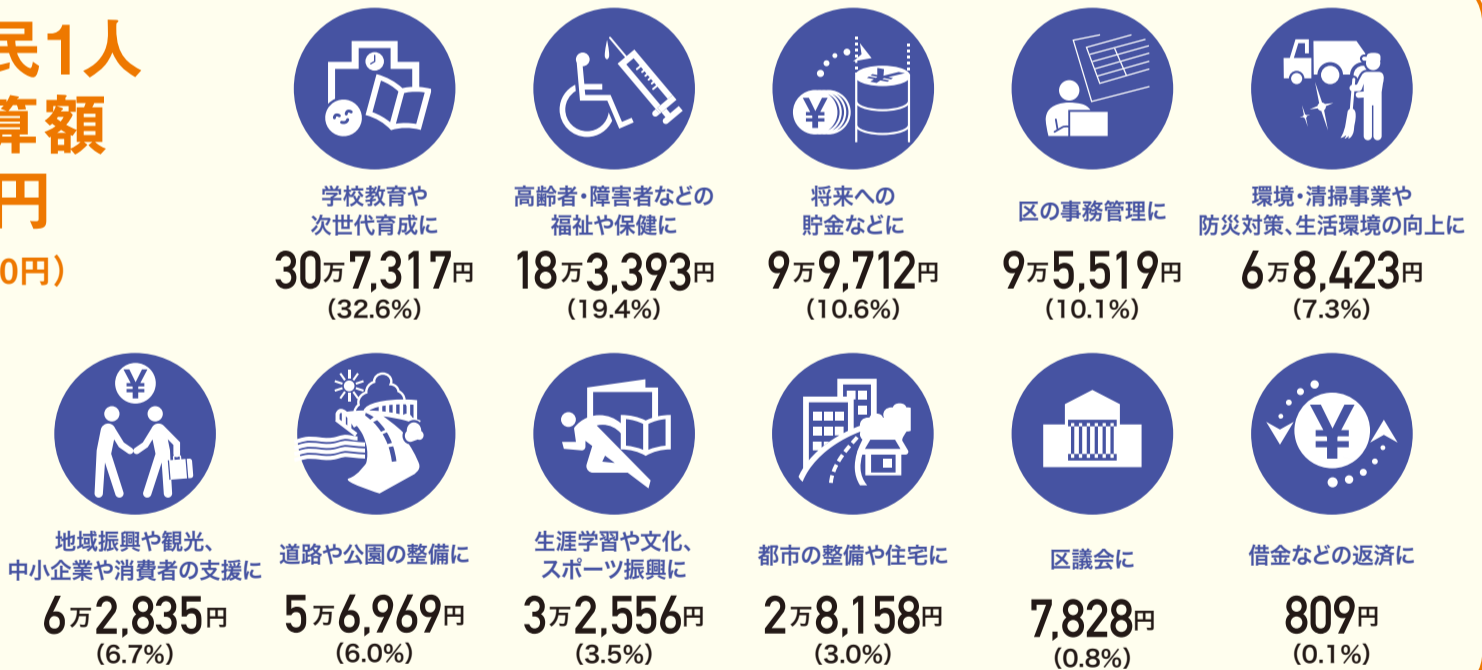 民1人
算額
円
0円）
学校教育や
次世代育成に
30万7,317円
（32.6%）
高齢者・障害者などの
福祉や保健に
18万3,393円
（19.4%）
将来への
貯金などに
9万9,712円
（10.6%）
区の事務管理に
9万5,519円
（10.1%）
環境・清掃事業や
防災対策、生活環境の向上に
6万8,423円
（7.3%）
地域振興や観光、
中小企業や消費者の支援に
6万2,835円
（6.7%）
道路や公園の整備に
5万6,969円
（6.0%）
生涯学習や文化、
スポーツ振興に
3万2,556円
（3.5%）
都市の整備や住宅に
2万8,158円
（3.0%）
区議会に
7,828円
（0.8%）
借金などの返済に
809円
（0.1%）